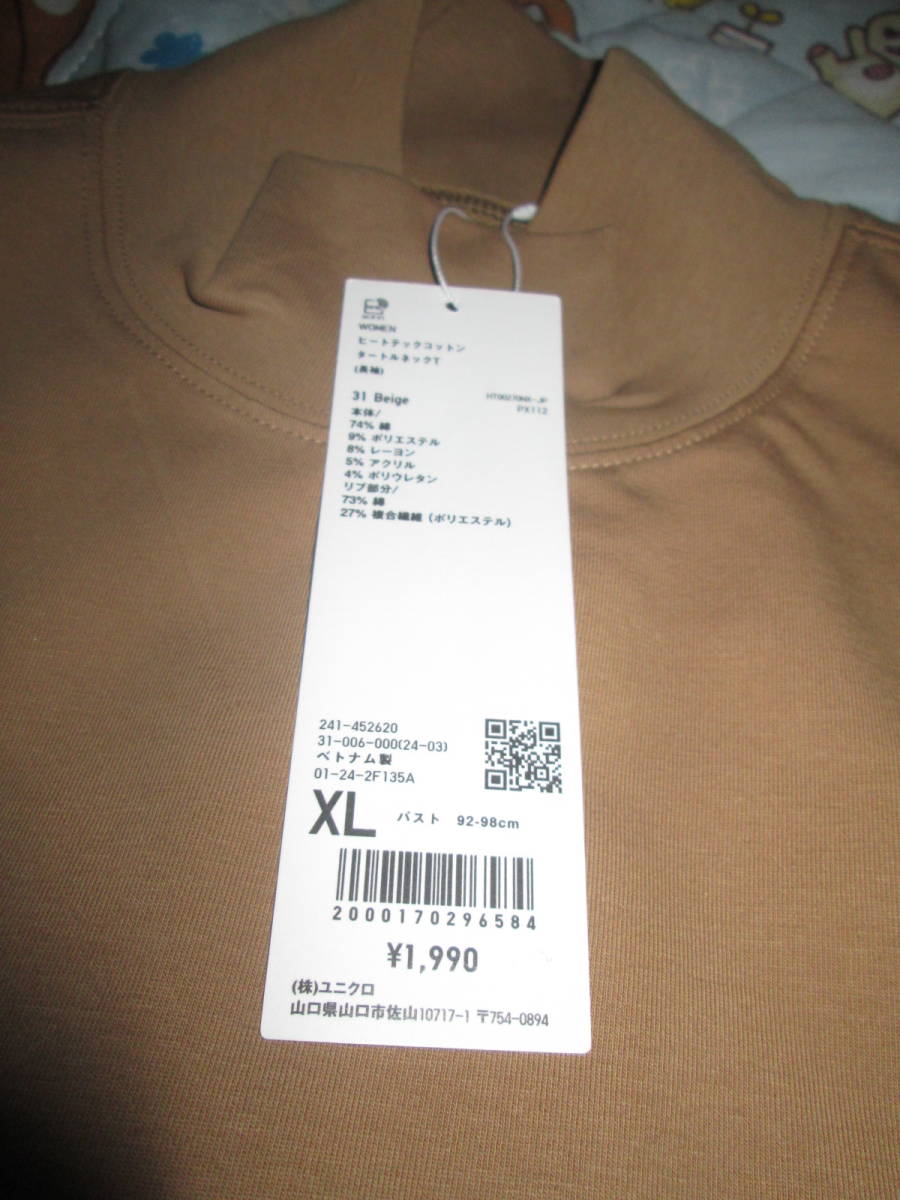 WOMEN
ヒートテックコットン
タートルネックT
(長袖)
31 Beige
HT00270NX-JP
PX112
本体/
74% 綿
9% ポリエステル
8% レーヨン
5% アクリル
4% ポリウレタン
リブ部分/
73% 綿
27% 複合繊維 (ポリエステル)
241-452620
31-006-000(24-03)
ベトナム製
01-24-2F135A
XL バスト 92-98cm
2000170296584
¥1,990
(株)ユニクロ
山口県山口市佐山10717-1 〒754-0894